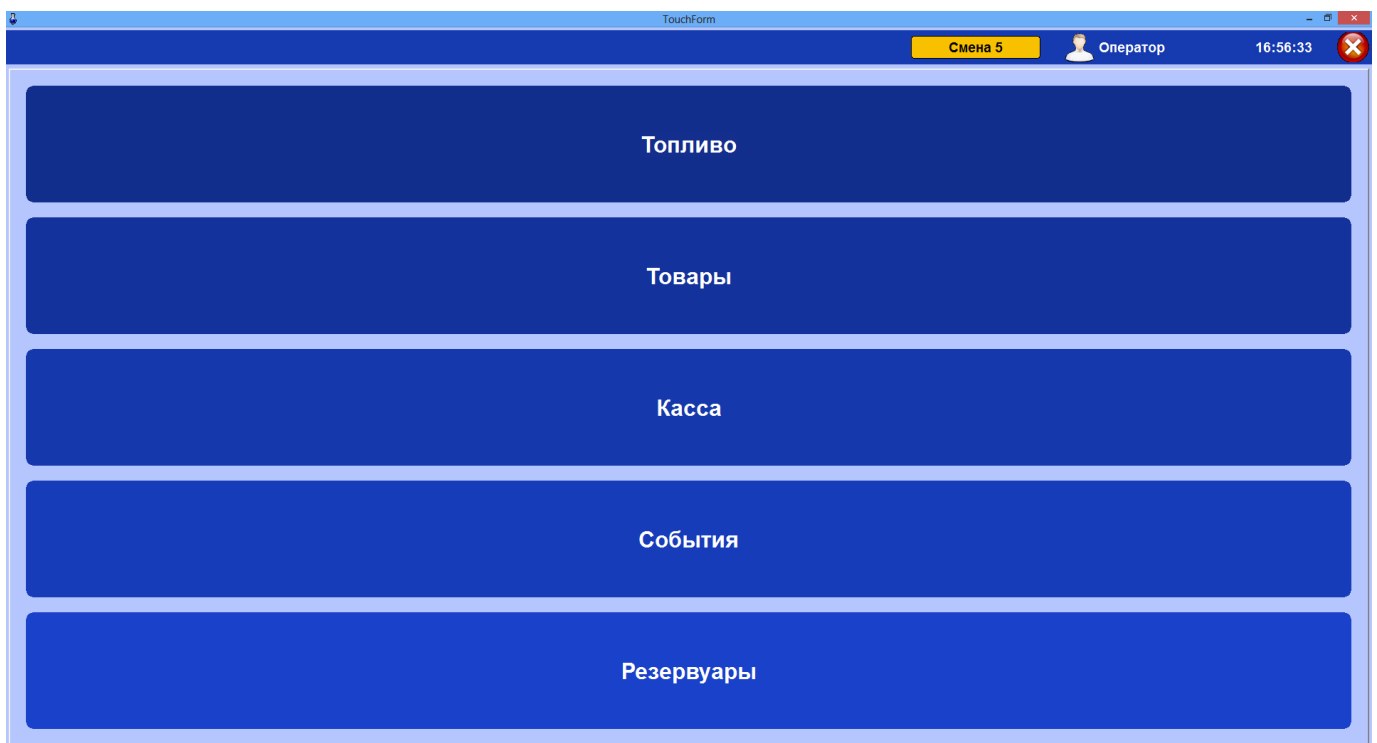 TouchForm
Смена 5 Оператор 16:56:33
Топливо
Товары
Касса
События
Резервуары